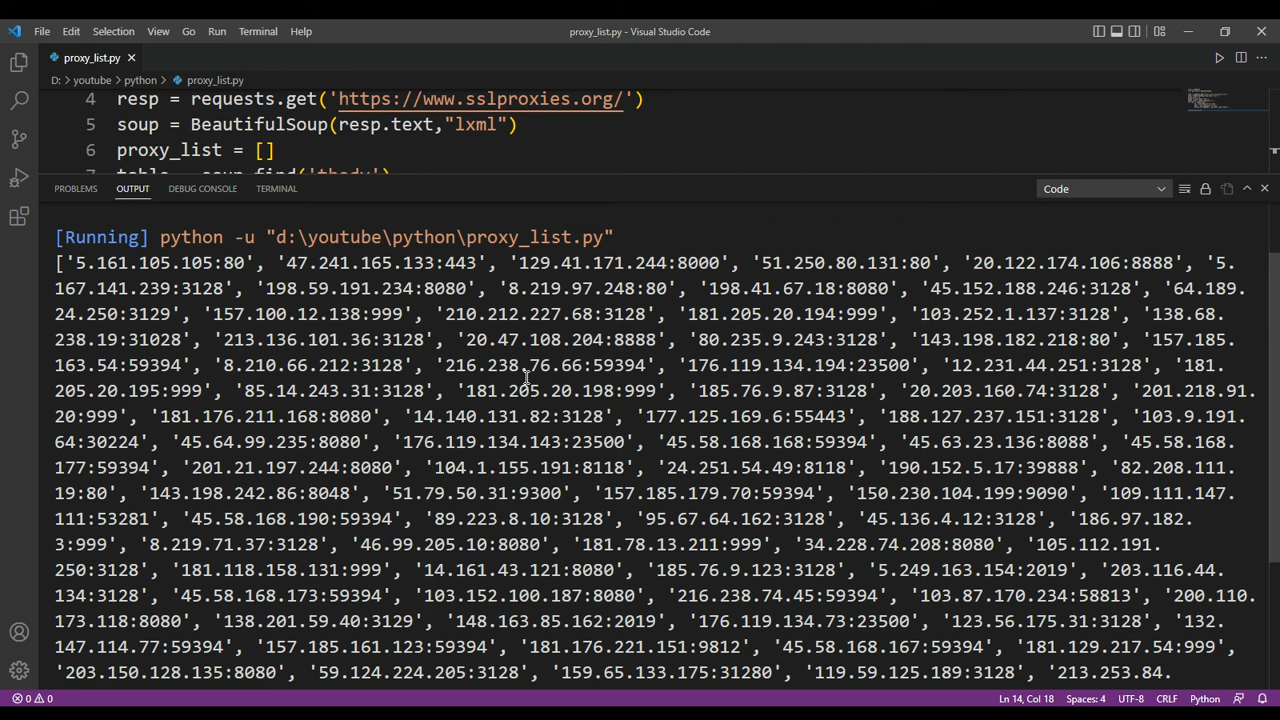 File Edit Selection View Go Run Terminal Help proxy_list.py - Visual Studio Code
proxy_list.py
D: > youtube > python > proxy_list.py
4 resp = requests.get('https://www.sslproxies.org/')
5 soup = BeautifulSoup(resp.text,"lxml")
6 proxy_list = []
7 table = soup.find('tbody')
PROBLEMS OUTPUT DEBUG CONSOLE TERMINAL Code
[Running] python -u "d:\youtube\python\proxy_list.py"
['5.161.105.105:80', '47.241.165.133:443', '129.41.171.244:8000', '51.250.80.131:80', '20.122.174.106:8888', '5.
167.141.239:3128', '198.59.191.234:8080', '8.219.97.248:80', '198.41.67.18:8080', '45.152.188.246:3128', '64.189.
24.250:3129', '157.100.12.138:999', '210.212.227.68:3128', '181.205.20.194:999', '103.252.1.137:3128', '138.68.
238.19:31028', '213.136.101.36:3128', '20.47.108.204:8888', '80.235.9.243:3128', '143.198.182.218:80', '157.185.
163.54:59394', '8.210.66.212:3128', '216.238.76.66:59394', '176.119.134.194:23500', '12.231.44.251:3128', '181.
205.20.195:999', '85.14.243.31:3128', '181.205.20.198:999', '185.76.9.87:3128', '20.203.160.74:3128', '201.218.91.
20:999', '181.176.211.168:8080', '14.140.131.82:3128', '177.125.169.6:55443', '188.127.237.151:3128', '103.9.191.
64:30224', '45.64.99.235:8080', '176.119.134.143:23500', '45.58.168.168:59394', '45.63.23.136:8088', '45.58.168.
177:59394', '201.21.197.244:8080', '104.1.155.191:8118', '24.251.54.49:8118', '190.152.5.17:39888', '82.208.111.
19:80', '143.198.242.86:8048', '51.79.50.31:9300', '157.185.179.70:59394', '150.230.104.199:9090', '109.111.147.
111:53281', '45.58.168.190:59394', '89.223.8.10:3128', '95.67.64.162:3128', '45.136.4.12:3128', '186.97.182.
3:999', '8.219.71.37:3128', '46.99.205.10:8080', '181.78.13.211:999', '34.228.74.208:8080', '105.112.191.
250:3128', '181.118.158.131:999', '14.161.43.121:8080', '185.76.9.123:3128', '5.249.163.154:2019', '203.116.44.
134:3128', '45.58.168.173:59394', '103.152.100.187:8080', '216.238.74.45:59394', '103.87.170.234:58813', '200.110.
173.118:8080', '138.201.59.40:3129', '148.163.85.162:2019', '176.119.134.73:23500', '123.56.175.31:3128', '132.
147.114.77:59394', '157.185.161.123:59394', '181.176.221.151:9812', '45.58.168.167:59394', '181.129.217.54:999',
'203.150.128.135:8080', '59.124.224.205:3128', '159.65.133.175:31280', '119.59.125.189:3128', '213.253.84.
0 0 Ln 14, Col 18 Spaces: 4 UTF-8 CRLF Python